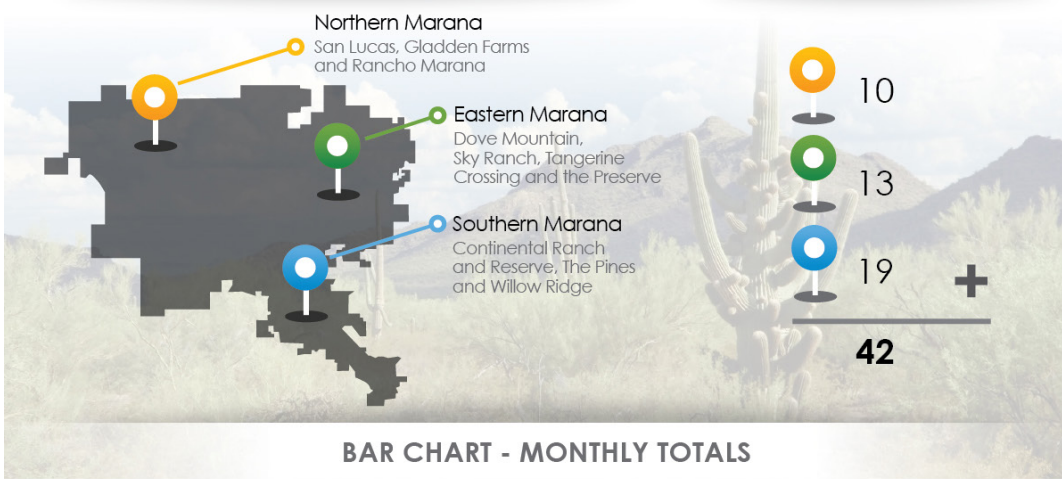 Northern Marana
San Lucas, Gladden Farms
and Rancho Marana
Eastern Marana
Dove Mountain,
Sky Ranch, Tangerine
Crossing and the Preserve
Southern Marana
Continental Ranch
and Reserve, The Pines
and Willow Ridge
10
13
19 +
42
BAR CHART - MONTHLY TOTALS